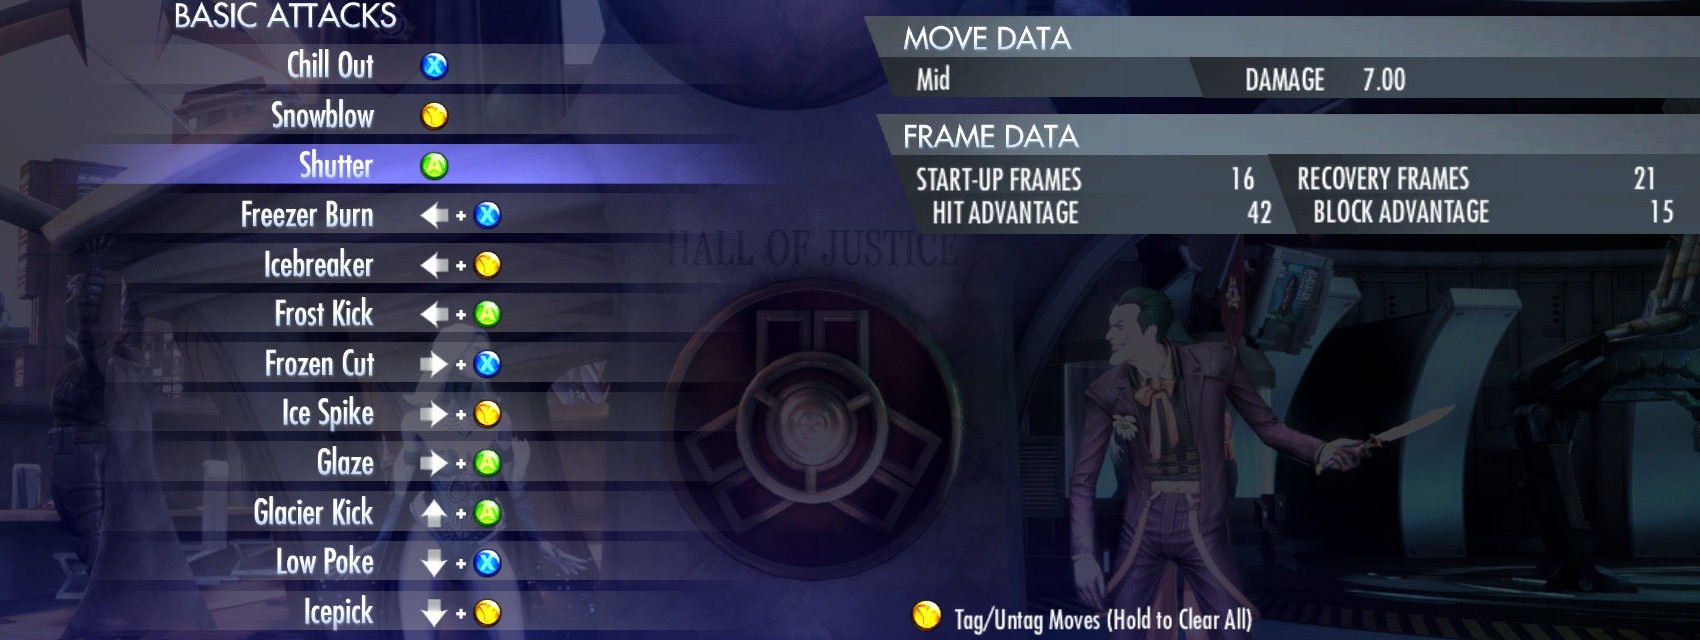 BASIC ATTACKS
Chill Out X
Snowblow Y
Shutter A
Freezer Burn + X
Icebreaker + Y
Frost Kick + A
Frozen Cut + X
Ice Spike + Y
Glaze + A
Glacier Kick + A
Low Poke + X
Icepick + Y
MOVE DATA
Mid DAMAGE 7.00
FRAME DATA
START-UP FRAMES 16 RECOVERY FRAMES 21
HIT ADVANTAGE 42 BLOCK ADVANTAGE 15
HALL OF JUSTICE
Y Tag/Untag Moves (Hold to Clear All)